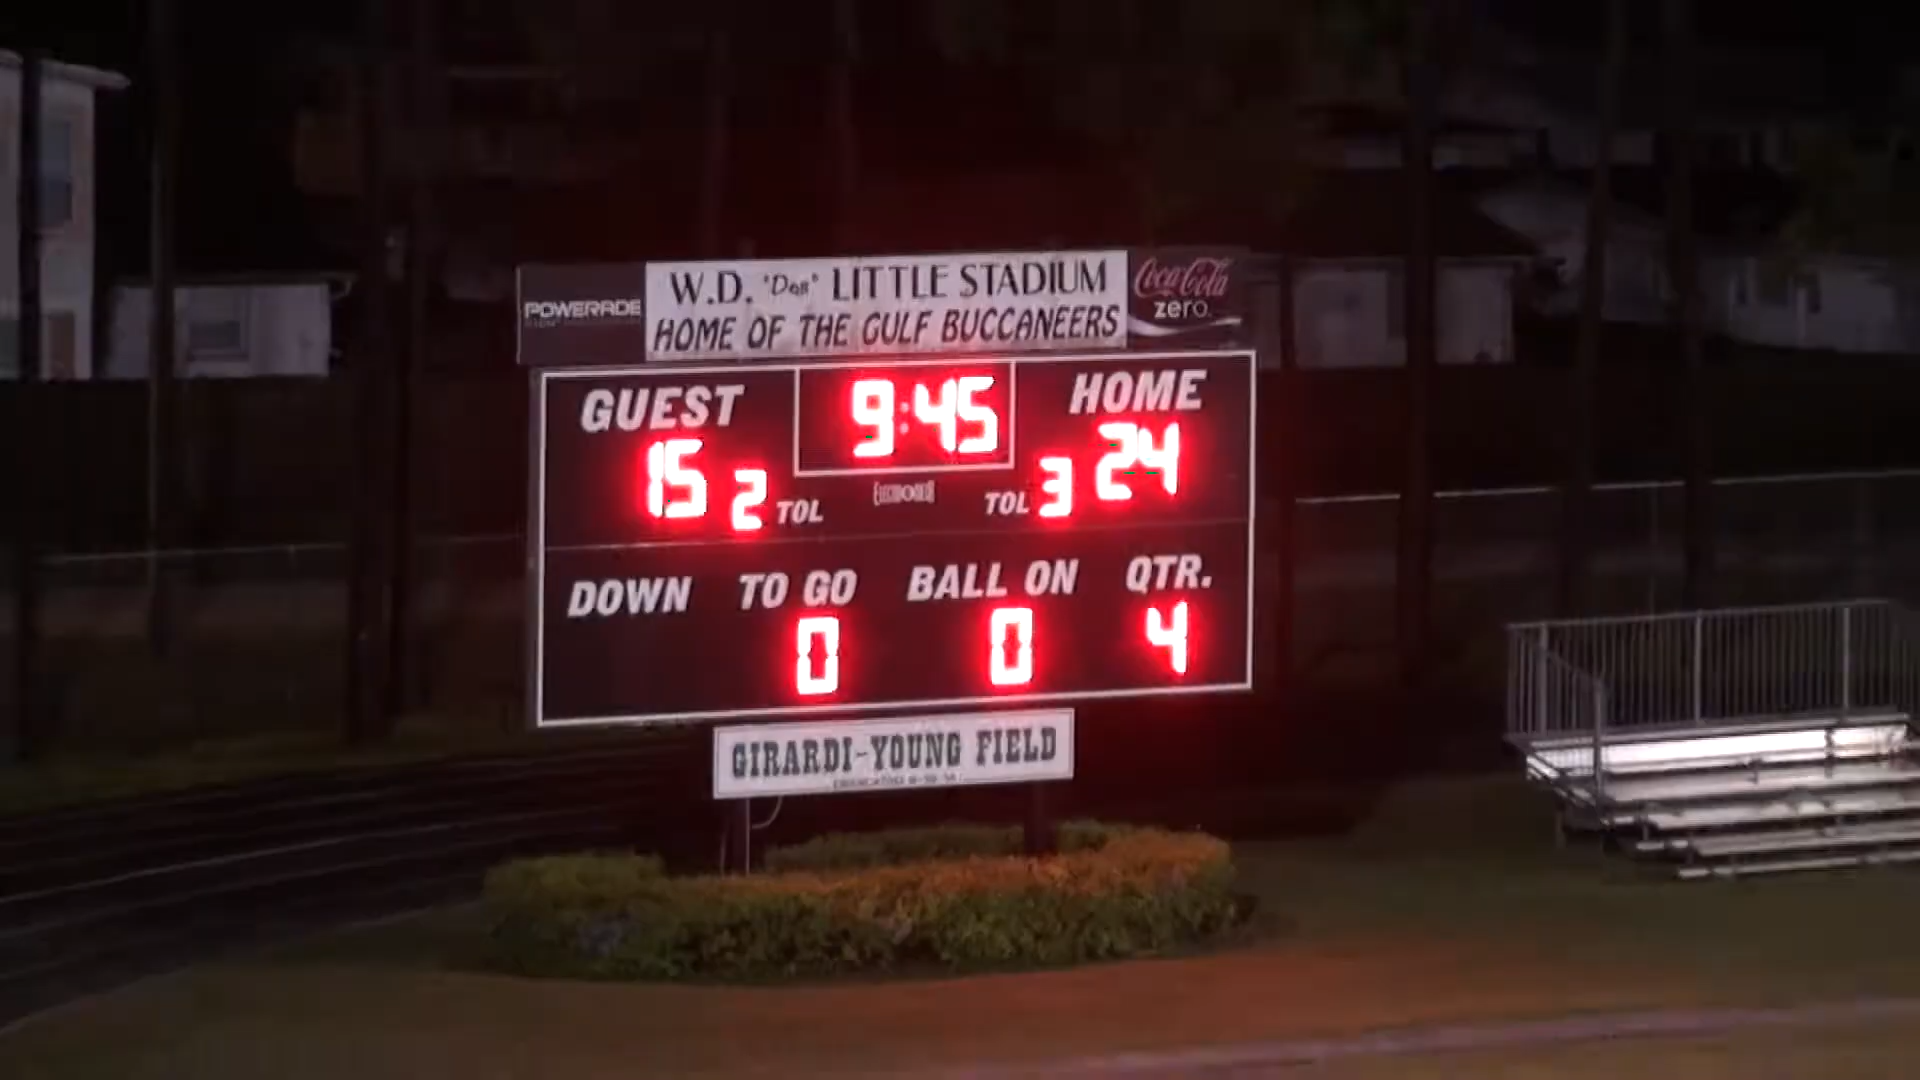 POWERADE
W.D. "Doc" LITTLE STADIUM
HOME OF THE GULF BUCCANEERS
Coca-Cola
zero.
GUEST 9:45 HOME
15 2 TOL TOL 3 24
DOWN TO GO BALL ON QTR.
0 0 4
GIRARDI-YOUNG FIELD